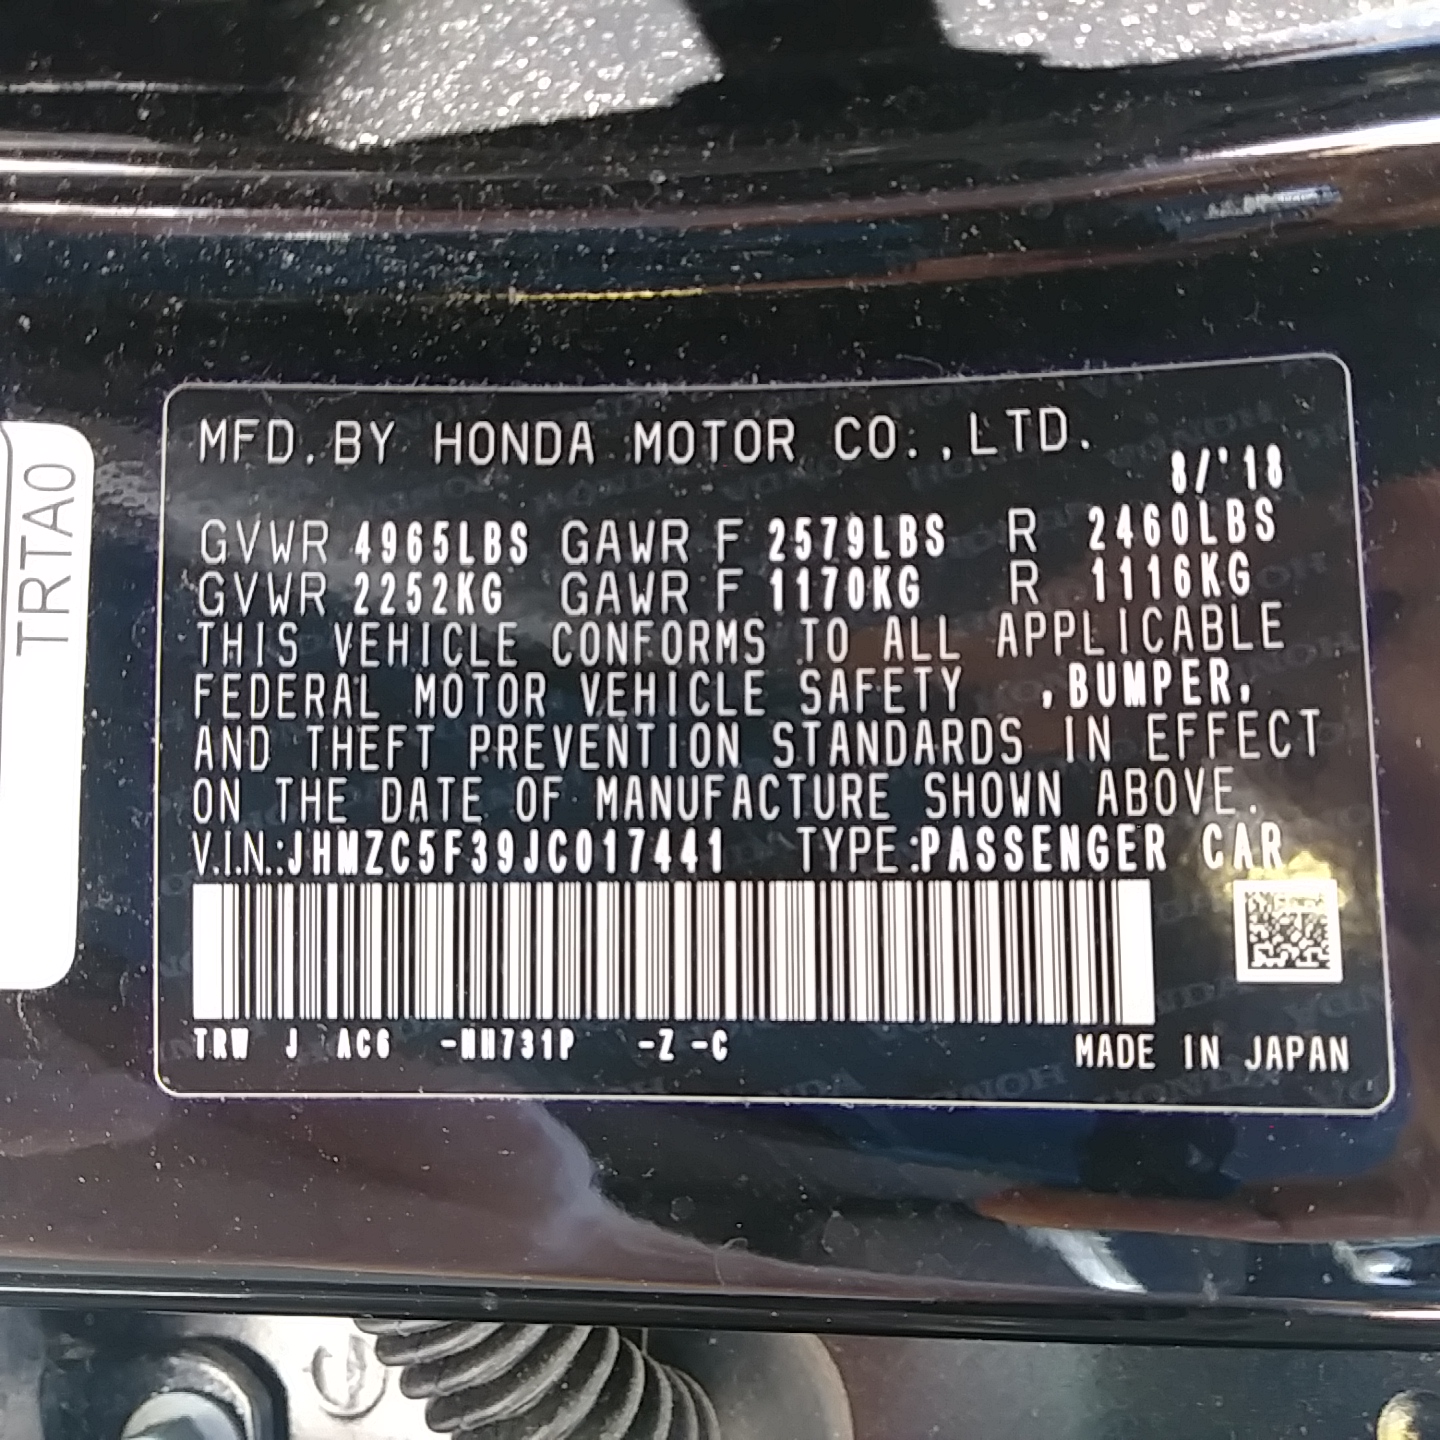 TRTA0
MFD.BY HONDA MOTOR CO.,LTD.
8/'18
GVWR 4965LBS GAWR F 2579LBS R 2460LBS
GVWR 2252KG GAWR F 1170KG R 1116KG
THIS VEHICLE CONFORMS TO ALL APPLICABLE
FEDERAL MOTOR VEHICLE SAFETY ,BUMPER,
AND THEFT PREVENTION STANDARDS IN EFFECT
ON THE DATE OF MANUFACTURE SHOWN ABOVE.
V.I.N.:JHMZC5F39JC017441 TYPE:PASSENGER CAR
TRW J AC6 -NH731P -Z -C MADE IN JAPAN